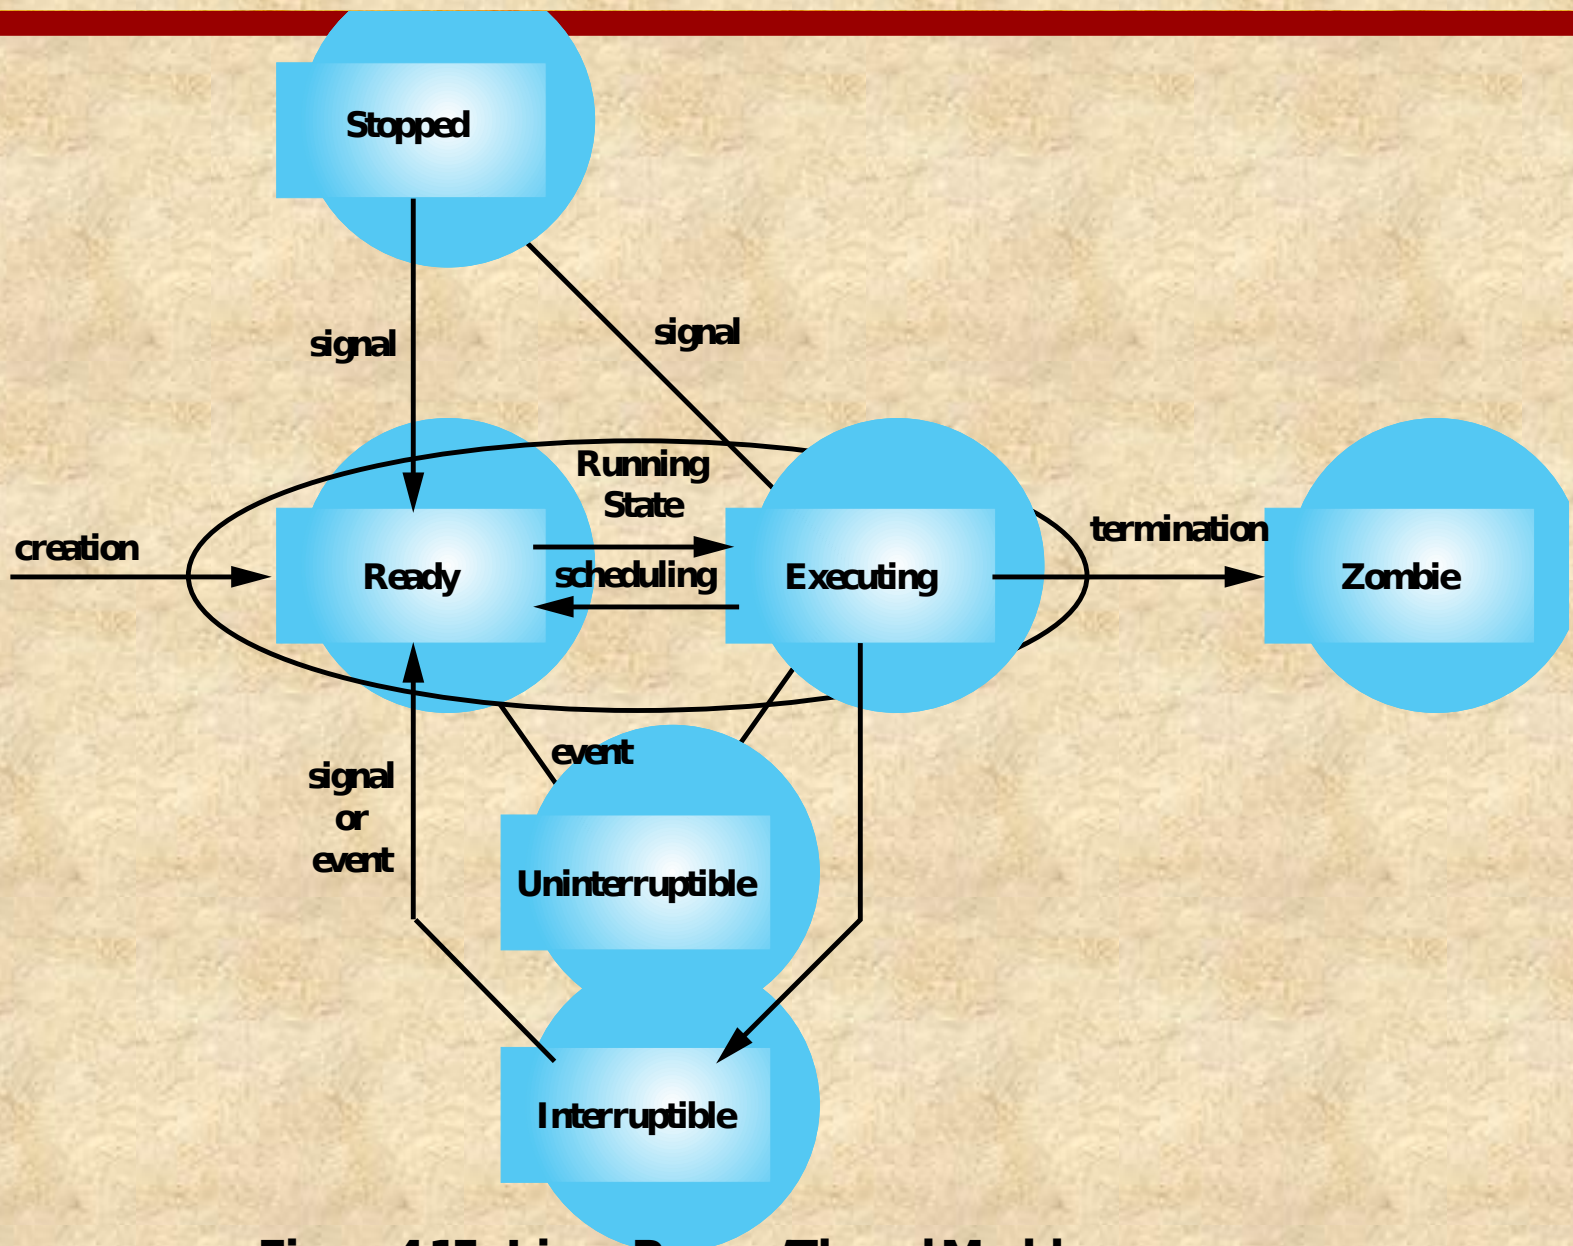 Stopped
signal
signal
Running
State
creation
Ready
scheduling
Executing
termination
Zombie
event
signal
or
event
Uninterruptible
Interruptible